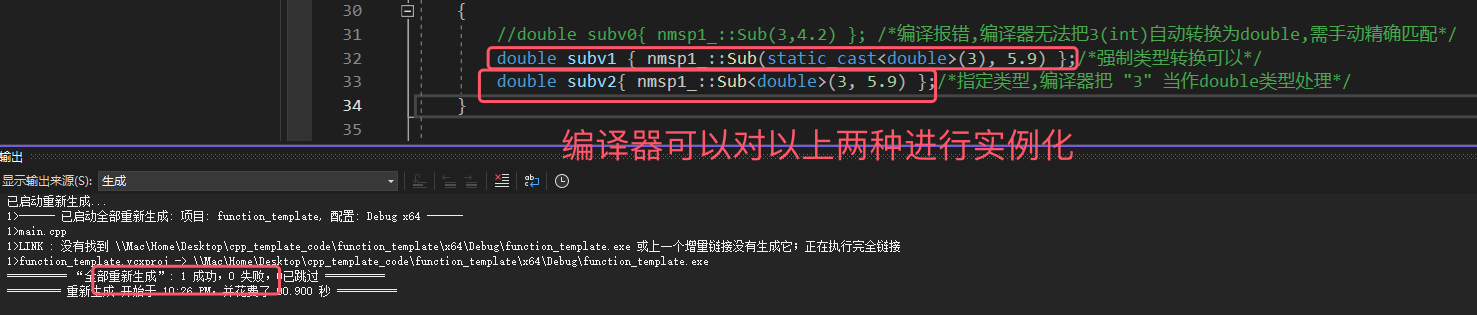 30 {
31 //double subv0{ nmsp1_::Sub(3,4.2) }; /*编译报错,编译器无法把3(int)自动转换为double,需手动精确匹配*/
32 double subv1 { nmsp1_::Sub(static_cast<double>(3), 5.9) };/*强制类型转换可以*/
33 double subv2{ nmsp1_::Sub<double>(3, 5.9) };/*指定类型,编译器把 "3" 当作double类型处理*/
34 }
35
编译器可以对以上两种进行实例化
输出
显示输出来源(S): 生成
已启动重新生成...
1>------ 已启动全部重新生成: 项目: function_template, 配置: Debug x64 ------
1>main.cpp
1>LINK : 没有找到 \\Mac\Home\Desktop\cpp_template_code\function_template\x64\Debug\function_template.exe 或上一个增量链接没有生成它；正在执行完全链接
1>function_template.vcxproj -> \\Mac\Home\Desktop\cpp_template_code\function_template\x64\Debug\function_template.exe
========== “全部重新生成”: 1 成功，0 失败，0已跳过 ==========
========= 重新生成 开始于 10:26 PM，并花费了 00.900 秒 ==========